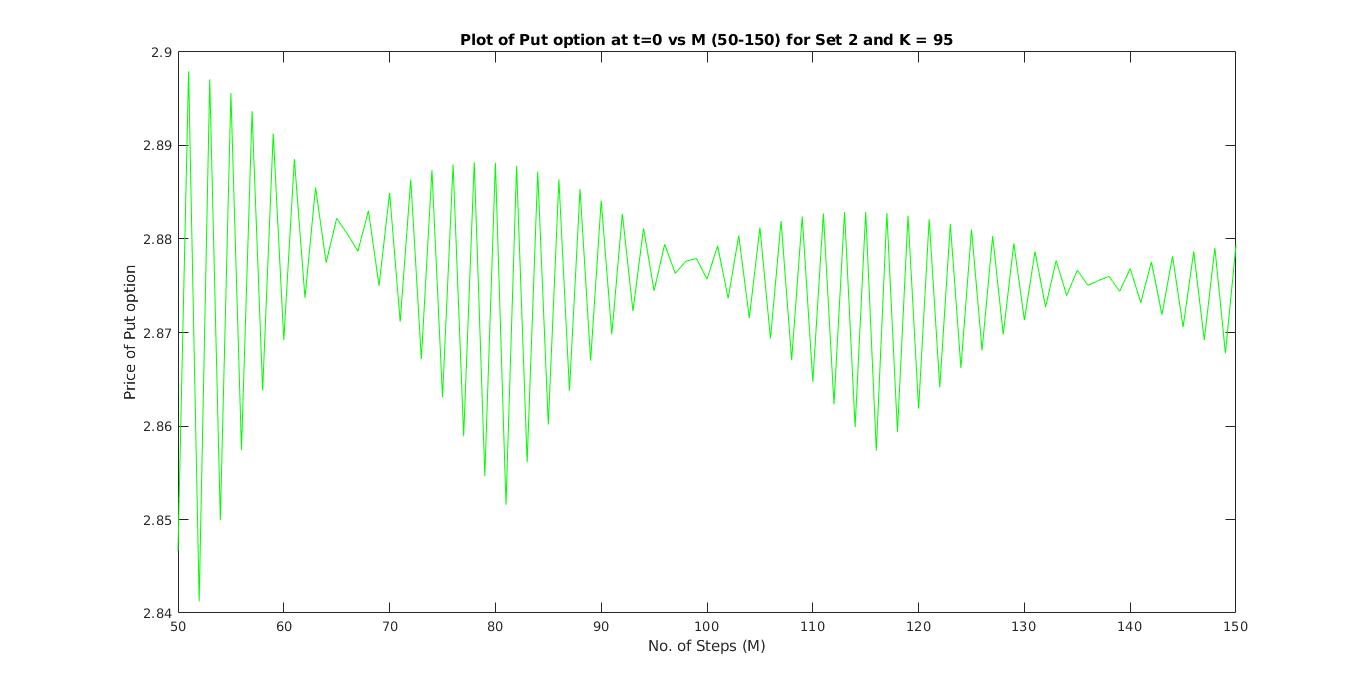 Plot of Put option at t=0 vs M (50-150) for Set 2 and K = 95
2.9
2.89
2.88
2.87
2.86
2.85
2.84
Price of Put option
50 60 70 80 90 100 110 120 130 140 150
No. of Steps (M)